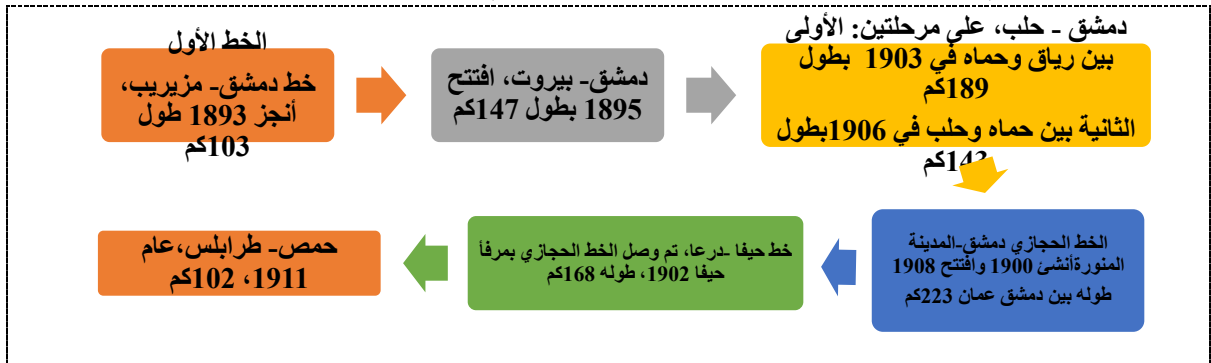 الخط الأول
خط دمشق- مزيريب،
أنجز 1893 طول
103كم
دمشق- بيروت، افتتح
1895 بطول 147كم
دمشق - حلب، على مرحلتين: الأولى
بين رياق وحماه في 1903 بطول
189كم
الثانية بين حماه وحلب في 1906بطول
143كم
الخط الحجازي دمشق-المدينة
المنورةأنشئ 1900 وافتتح 1908
طوله بين دمشق عمان 223كم
خط حيفا -درعا، تم وصل الخط الحجازي بمرفأ
حيفا 1902، طوله 168كم
حمص- طرابلس،عام
1911، 102كم